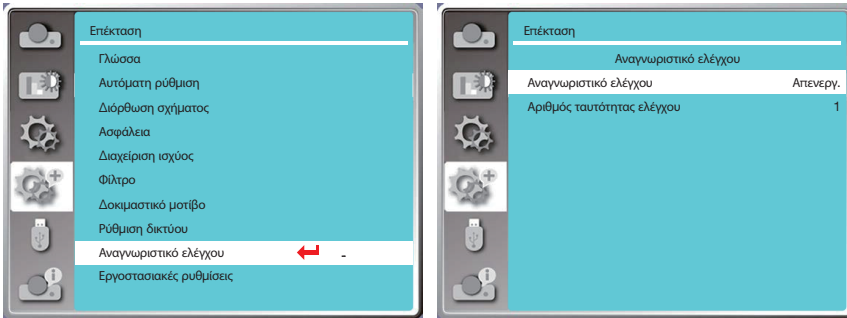 Επέκταση
Γλώσσα
Αυτόματη ρύθμιση
Διόρθωση σχήματος
Ασφάλεια
Διαχείριση ισχύος
Φίλτρο
Δοκιμαστικό μοτίβο
Ρύθμιση δικτύου
Αναγνωριστικό ελέγχου -
Εργοστασιακές ρυθμίσεις
Επέκταση
Αναγνωριστικό ελέγχου
Αναγνωριστικό ελέγχου Απενεργ.
Αριθμός ταυτότητας ελέγχου 1